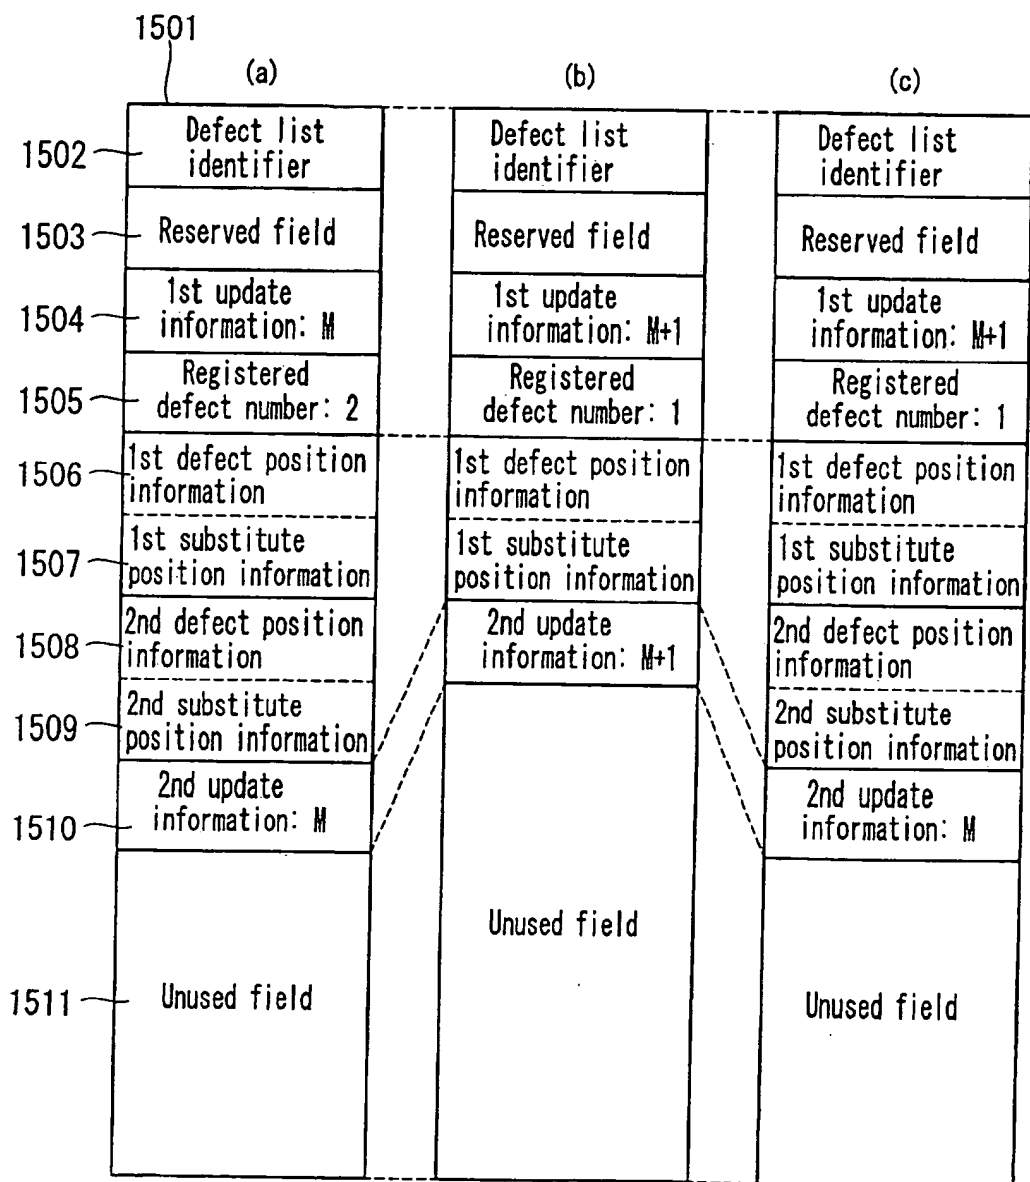 1501
(a)
(b)
(c)
1502
Defect list
identifier
1503
Reserved field
1504
1st update
information: M
1505
Registered
defect number: 2
1506
1st defect position
information
1507
1st substitute
position information
1508
2nd defect position
information
1509
2nd substitute
position information
1510
2nd update
information: M
1511
Unused field
Defect list
identifier
Reserved field
1st update
information: M+1
Registered
defect number: 1
1st defect position
information
1st substitute
position information
2nd update
information: M+1
Unused field
Defect list
identifier
Reserved field
1st update
information: M+1
Registered
defect number: 1
1st defect position
information
1st substitute
position information
2nd defect position
information
2nd substitute
position information
2nd update
information: M
Unused field